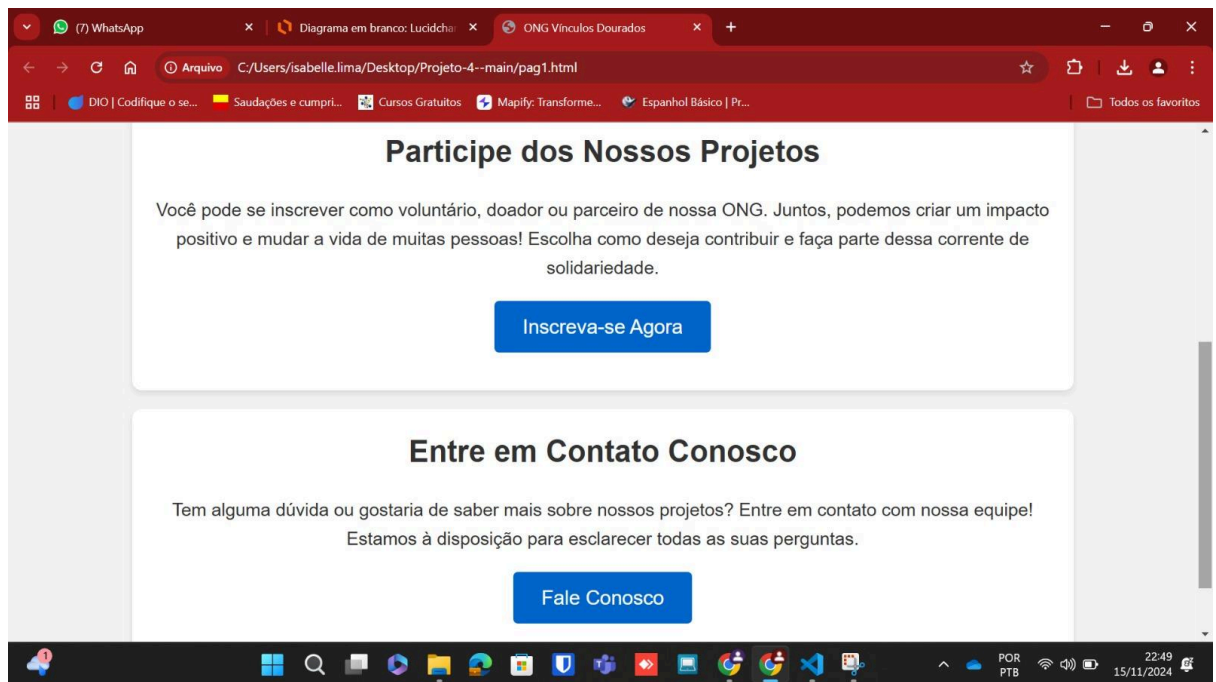 (7) WhatsApp
Diagrama em branco: Lucidcha
ONG Vínculos Dourados
Arquivo C:/Users/isabelle.lima/Desktop/Projeto-4--main/pag1.html
DIO | Codifique o se... Saudações e cumpri... Cursos Gratuitos Mapify: Transforme... Espanhol Básico | Pr... Todos os favoritos
Participe dos Nossos Projetos
Você pode se inscrever como voluntário, doador ou parceiro de nossa ONG. Juntos, podemos criar um impacto
positivo e mudar a vida de muitas pessoas! Escolha como deseja contribuir e faça parte dessa corrente de
solidariedade.
Inscreva-se Agora
Entre em Contato Conosco
Tem alguma dúvida ou gostaria de saber mais sobre nossos projetos? Entre em contato com nossa equipe!
Estamos à disposição para esclarecer todas as suas perguntas.
Fale Conosco
1
POR
PTB
22:49
15/11/2024